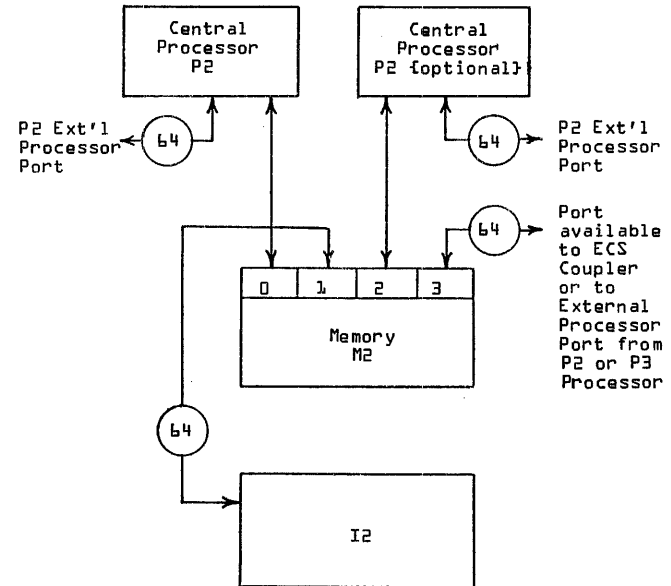 Central
Processor
P2
Central
Processor
P2 {optional}
P2 Ext'l
Processor
Port
64
64
P2 Ext'l
Processor
Port
64
Port
available
to ECS
Coupler
or to
External
Processor
Port from
P2 or P3
Processor
0
1
2
3
Memory
M2
64
I2